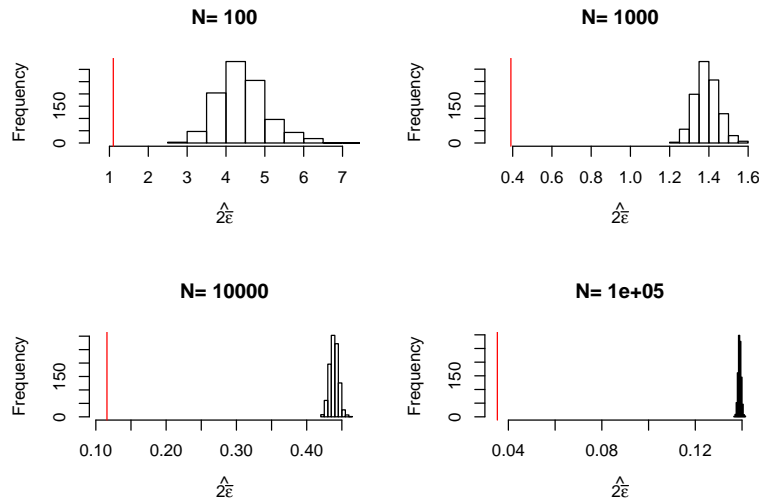 N= 100
Frequency
0 150
1 2 3 4 5 6 7
2ε̂
N= 1000
Frequency
0 150
0.4 0.6 0.8 1.0 1.2 1.4 1.6
2ε̂
N= 10000
Frequency
0 150
0.10 0.20 0.30 0.40
2ε̂
N= 1e+05
Frequency
0 150
0.04 0.08 0.12
2ε̂